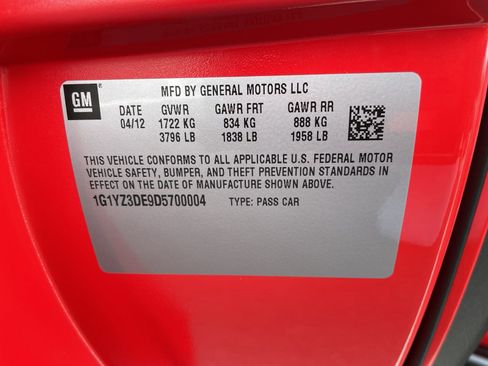 GM
MFD BY GENERAL MOTORS LLC
DATE GVWR GAWR FRT GAWR RR
04/12 1722 KG 834 KG 888 KG
3796 LB 1838 LB 1958 LB
THIS VEHICLE CONFORMS TO ALL APPLICABLE U.S. FEDERAL MOTOR
VEHICLE SAFETY, BUMPER, AND THEFT PREVENTION STANDARDS
IN EFFECT ON THE DATE OF MANUFACTURE SHOWN ABOVE.
1G1YZ3DE9D5700004 TYPE: PASS CAR